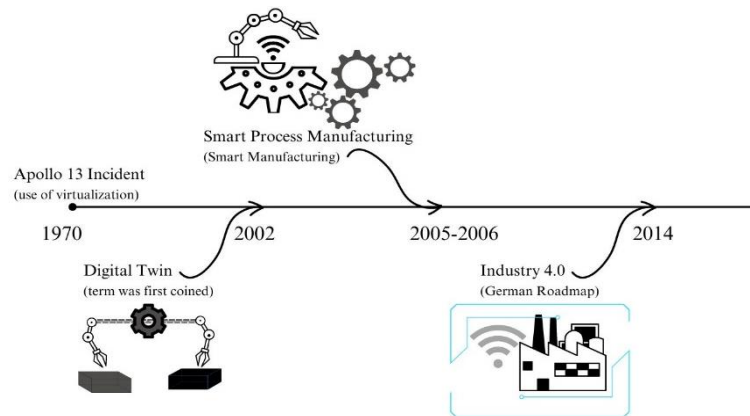 Smart Process Manufacturing
(Smart Manufacturing)
Apollo 13 Incident
(use of virtualization)
1970
2002
2005-2006
2014
Digital Twin
(term was first coined)
Industry 4.0
(German Roadmap)